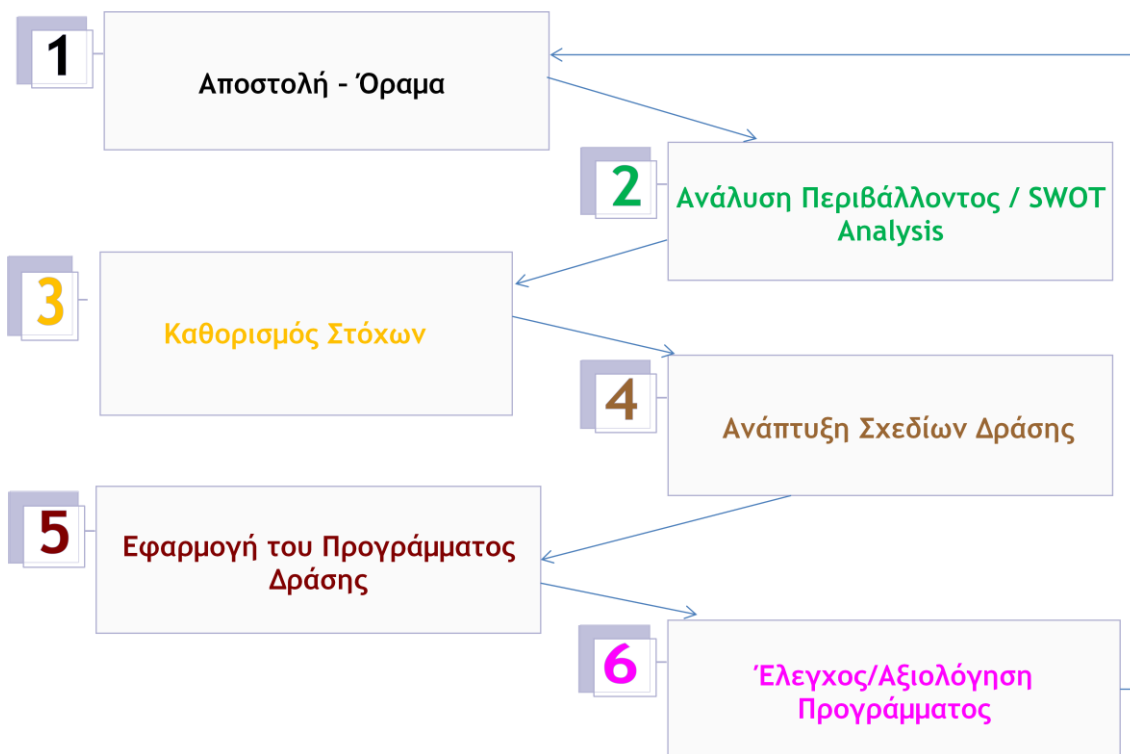 1
Αποστολή – Όραμα
2
Ανάλυση Περιβάλλοντος / SWOT
Analysis
3
Καθορισμός Στόχων
4
Ανάπτυξη Σχεδίων Δράσης
5
Εφαρμογή του Προγράμματος
Δράσης
6
Έλεγχος/Αξιολόγηση
Προγράμματος